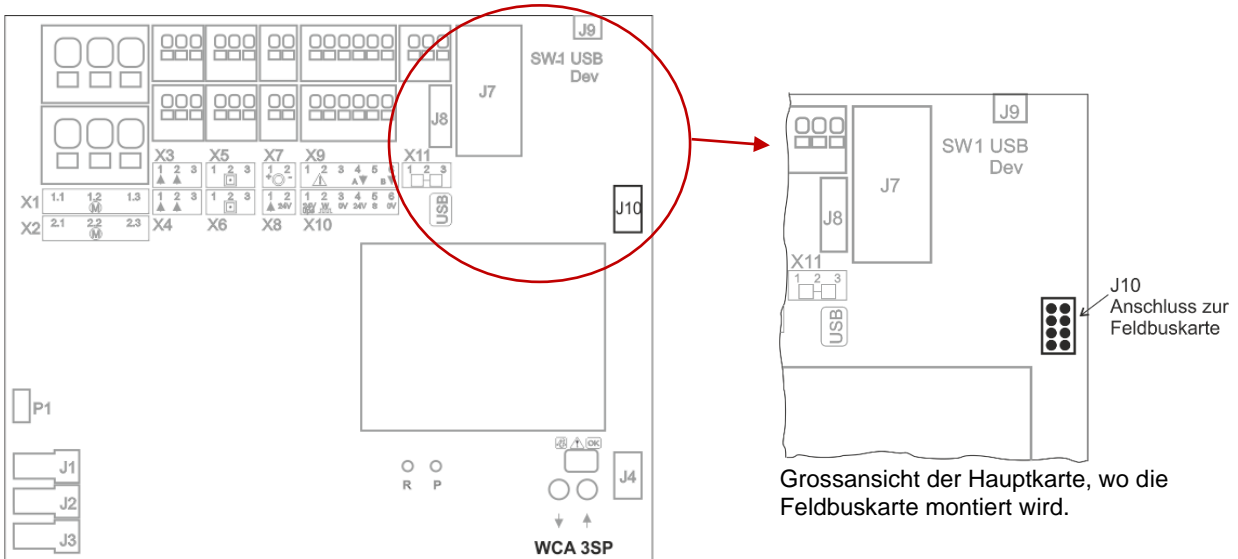 J9
SW1 USB
Dev
J7
J8
X3 X5 X7 X9 X11
1 2 3 1 2 3 1 2 1 2 3 4 5 6 1 2 3
+ - A B
X1 1.1 1.2 1.3
M
1 2 3 1 2 3 1 2 1 2 3 4 5 6
24V 24V W 0V 24V 0V
X2 2.1 2.2 2.3
M
X4 X6 X8 X10
USB
J10
P1
J1
J2
J3
R P
OK
J4
WCA 3SP
J9
SW1 USB
Dev
J7
J8
X11
1 2 3
USB
J10
Anschluss zur
Feldbuskarte
Grossansicht der Hauptkarte, wo die
Feldbuskarte montiert wird.